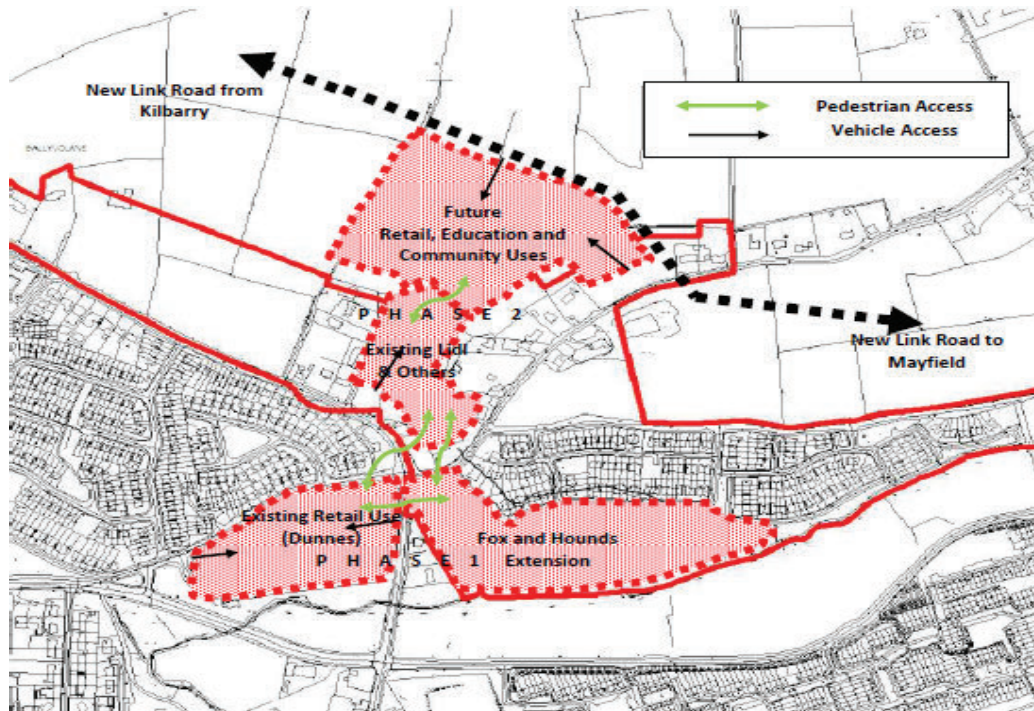 New Link Road from
Kilbarry
Pedestrian Access
Vehicle Access
Future
Retail, Education and
Community Uses
P H A S E 2
Existing Lidl
& Others
New Link Road to
Mayfield
Existing Retail Use
(Dunnes)
Fox and Hounds
Extension
P H A S E 1